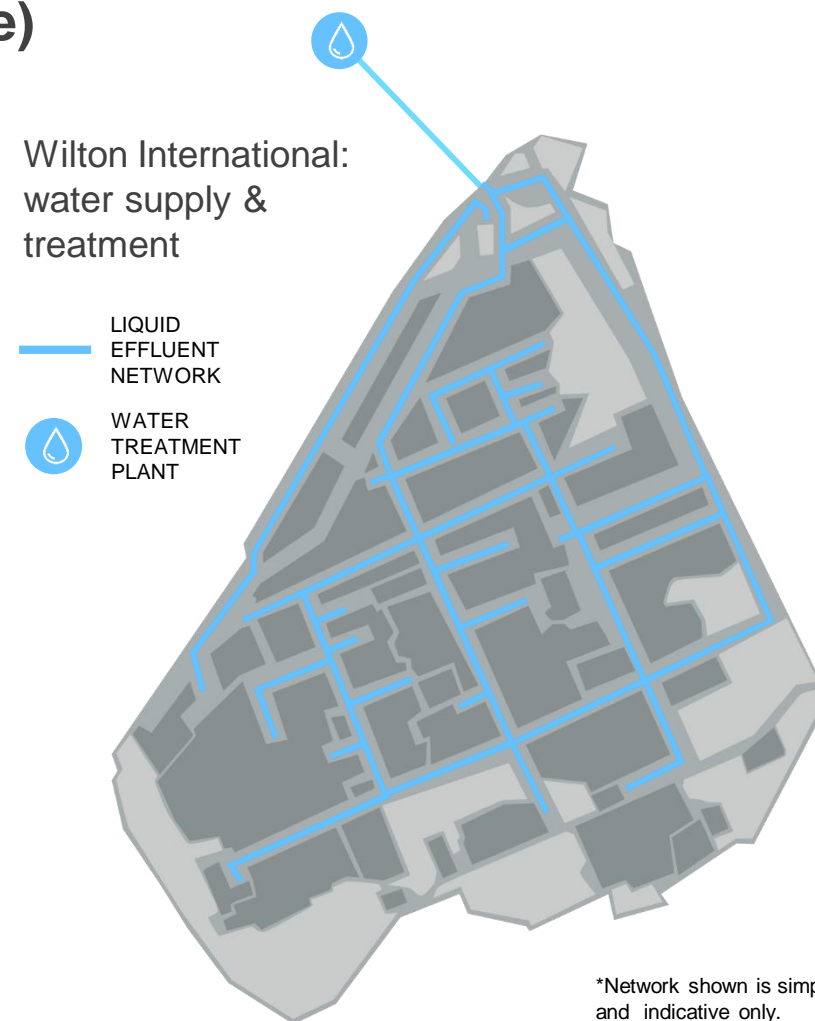 e)
Wilton International:
water supply &
treatment
LIQUID
EFFLUENT
NETWORK
WATER
TREATMENT
PLANT
*Network shown is simp
and indicative only.